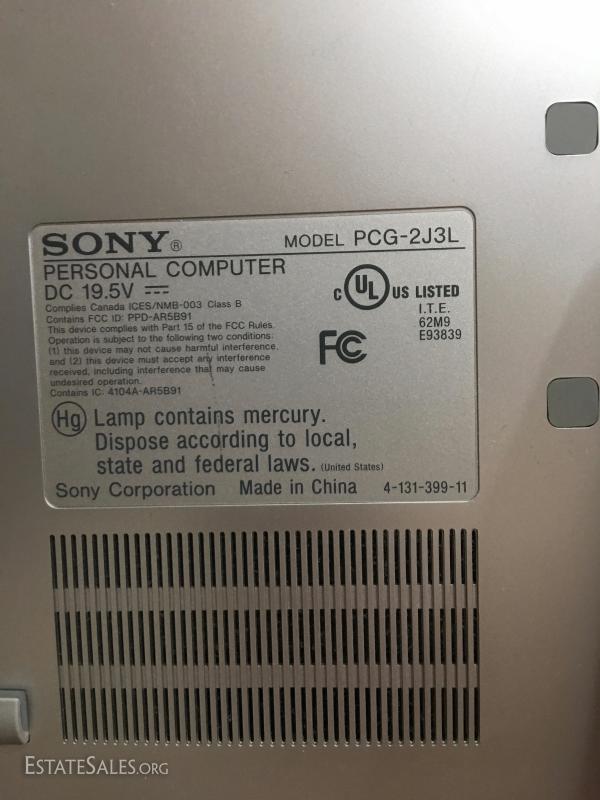 SONY® MODEL PCG-2J3L
PERSONAL COMPUTER
DC 19.5V
Complies Canada ICES/NMB-003 Class B
Contains FCC ID: PPD-AR5B91
This device complies with Part 15 of the FCC Rules.
Operation is subject to the following two conditions:
(1) this device may not cause harmful interference,
and (2) this device must accept any interference
received, including interference that may cause
undesired operation.
Contains IC: 4104A-AR5B91
C UL US LISTED
I.T.E.
62M9
E93839
FC
Hg Lamp contains mercury.
Dispose according to local,
state and federal laws. (United States)
Sony Corporation Made in China 4-131-399-11
ESTATESALES.ORG